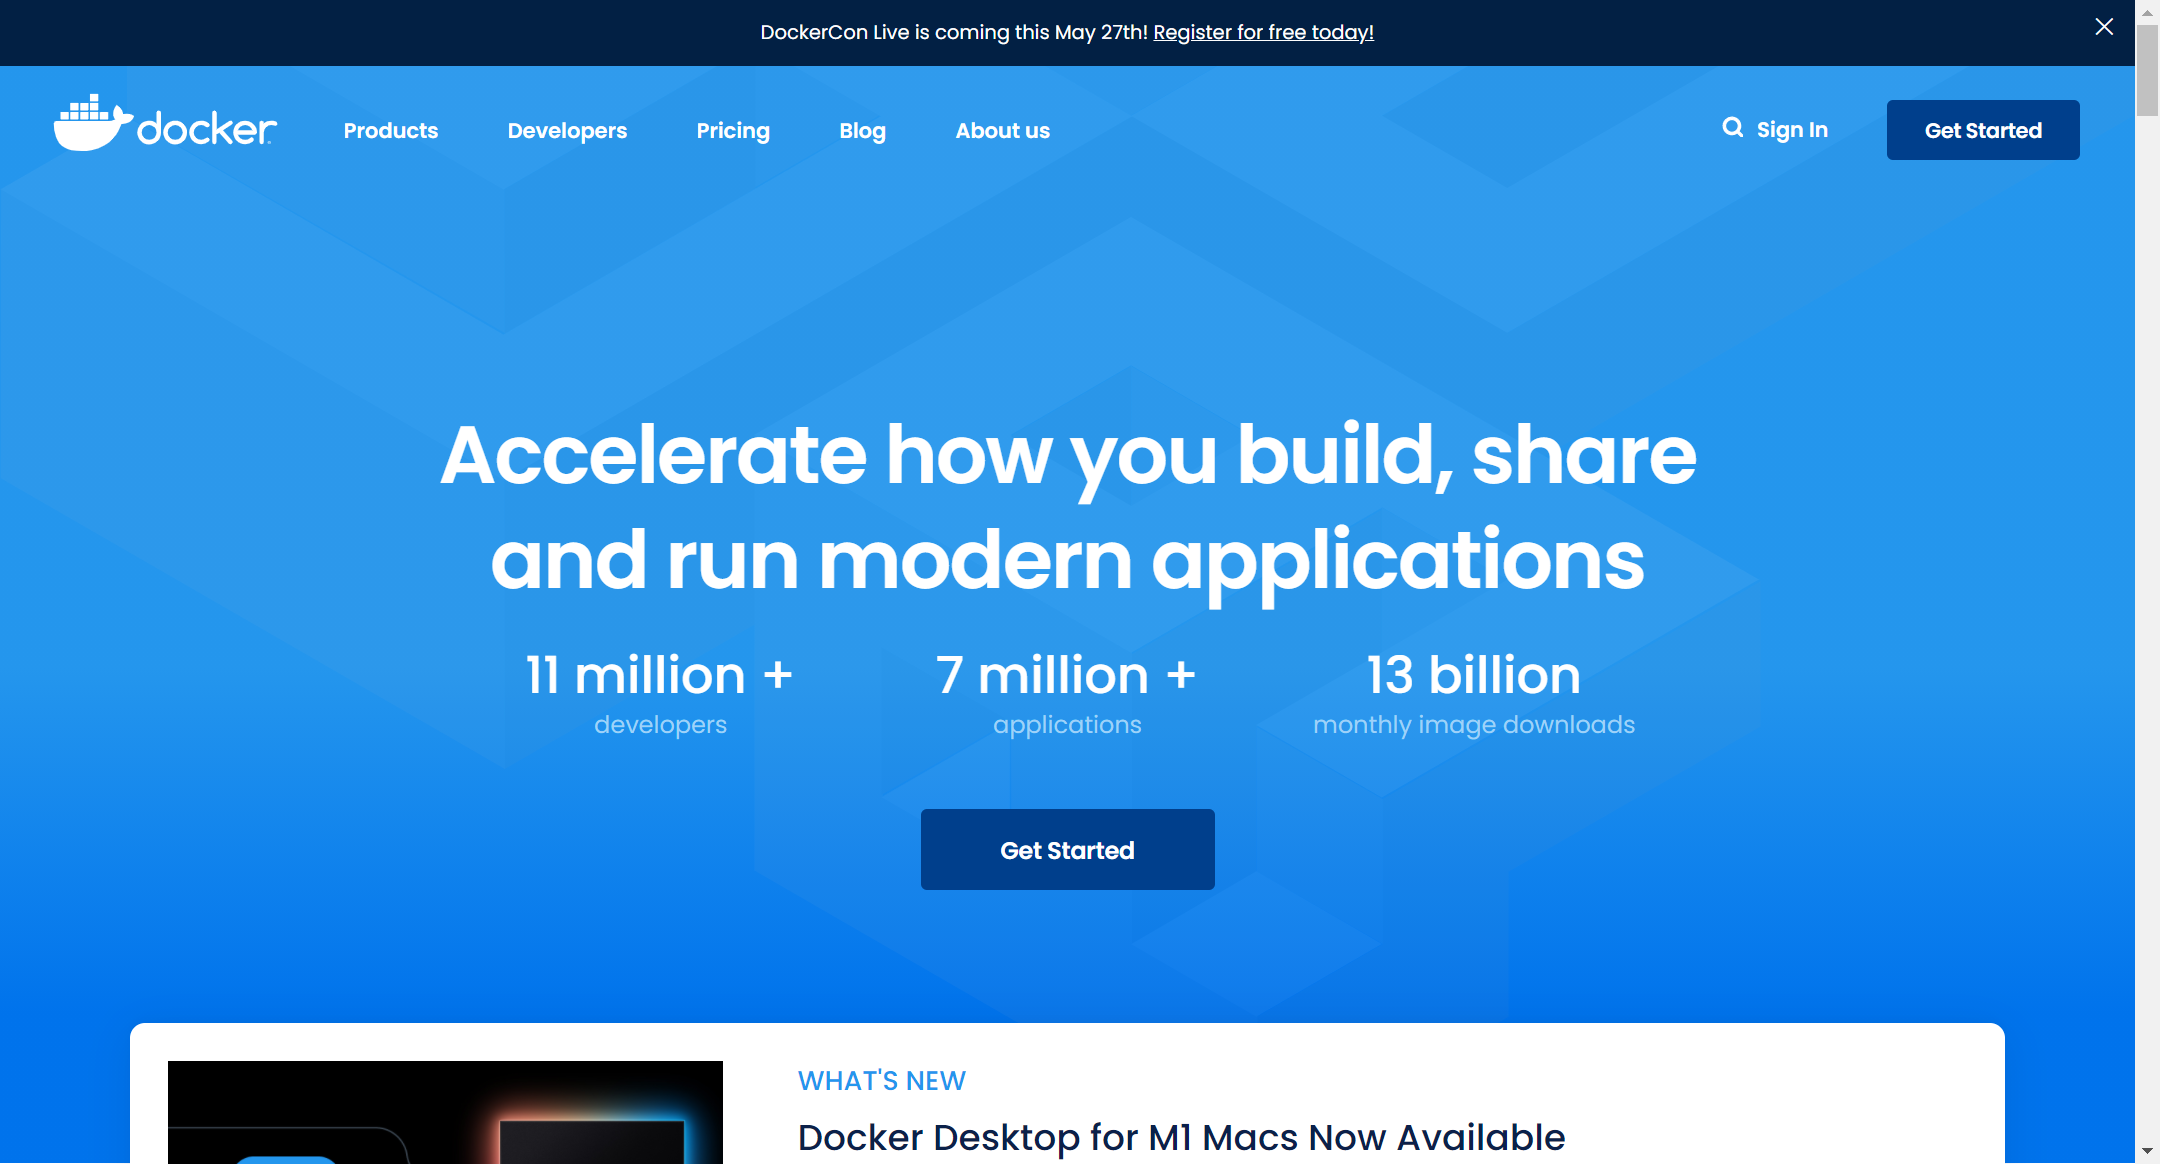 DockerCon Live is coming this May 27th! Register for free today!
docker
Products
Developers
Pricing
Blog
About us
Sign In
Get Started
Accelerate how you build, share
and run modern applications
11 million +
developers
7 million +
applications
13 billion
monthly image downloads
Get Started
WHAT'S NEW
Docker Desktop for M1 Macs Now Available